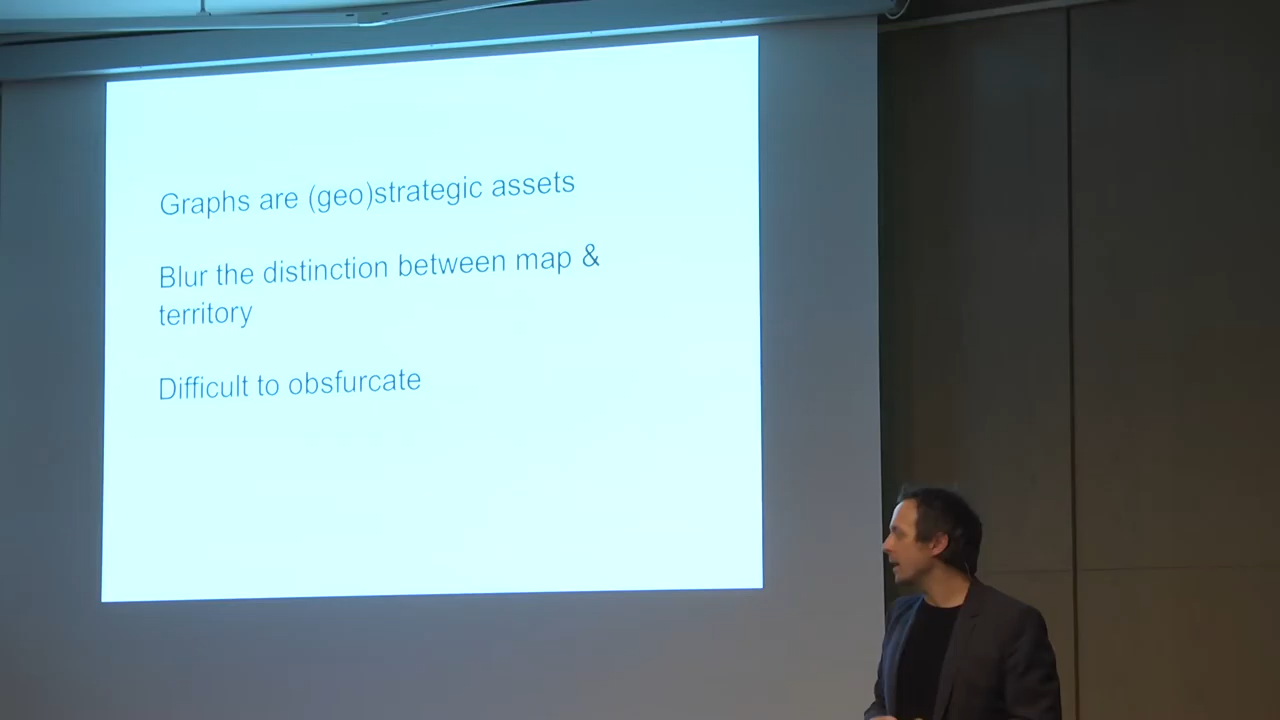 Graphs are (geo)strategic assets
Blur the distinction between map &
territory
Difficult to obsfurcate